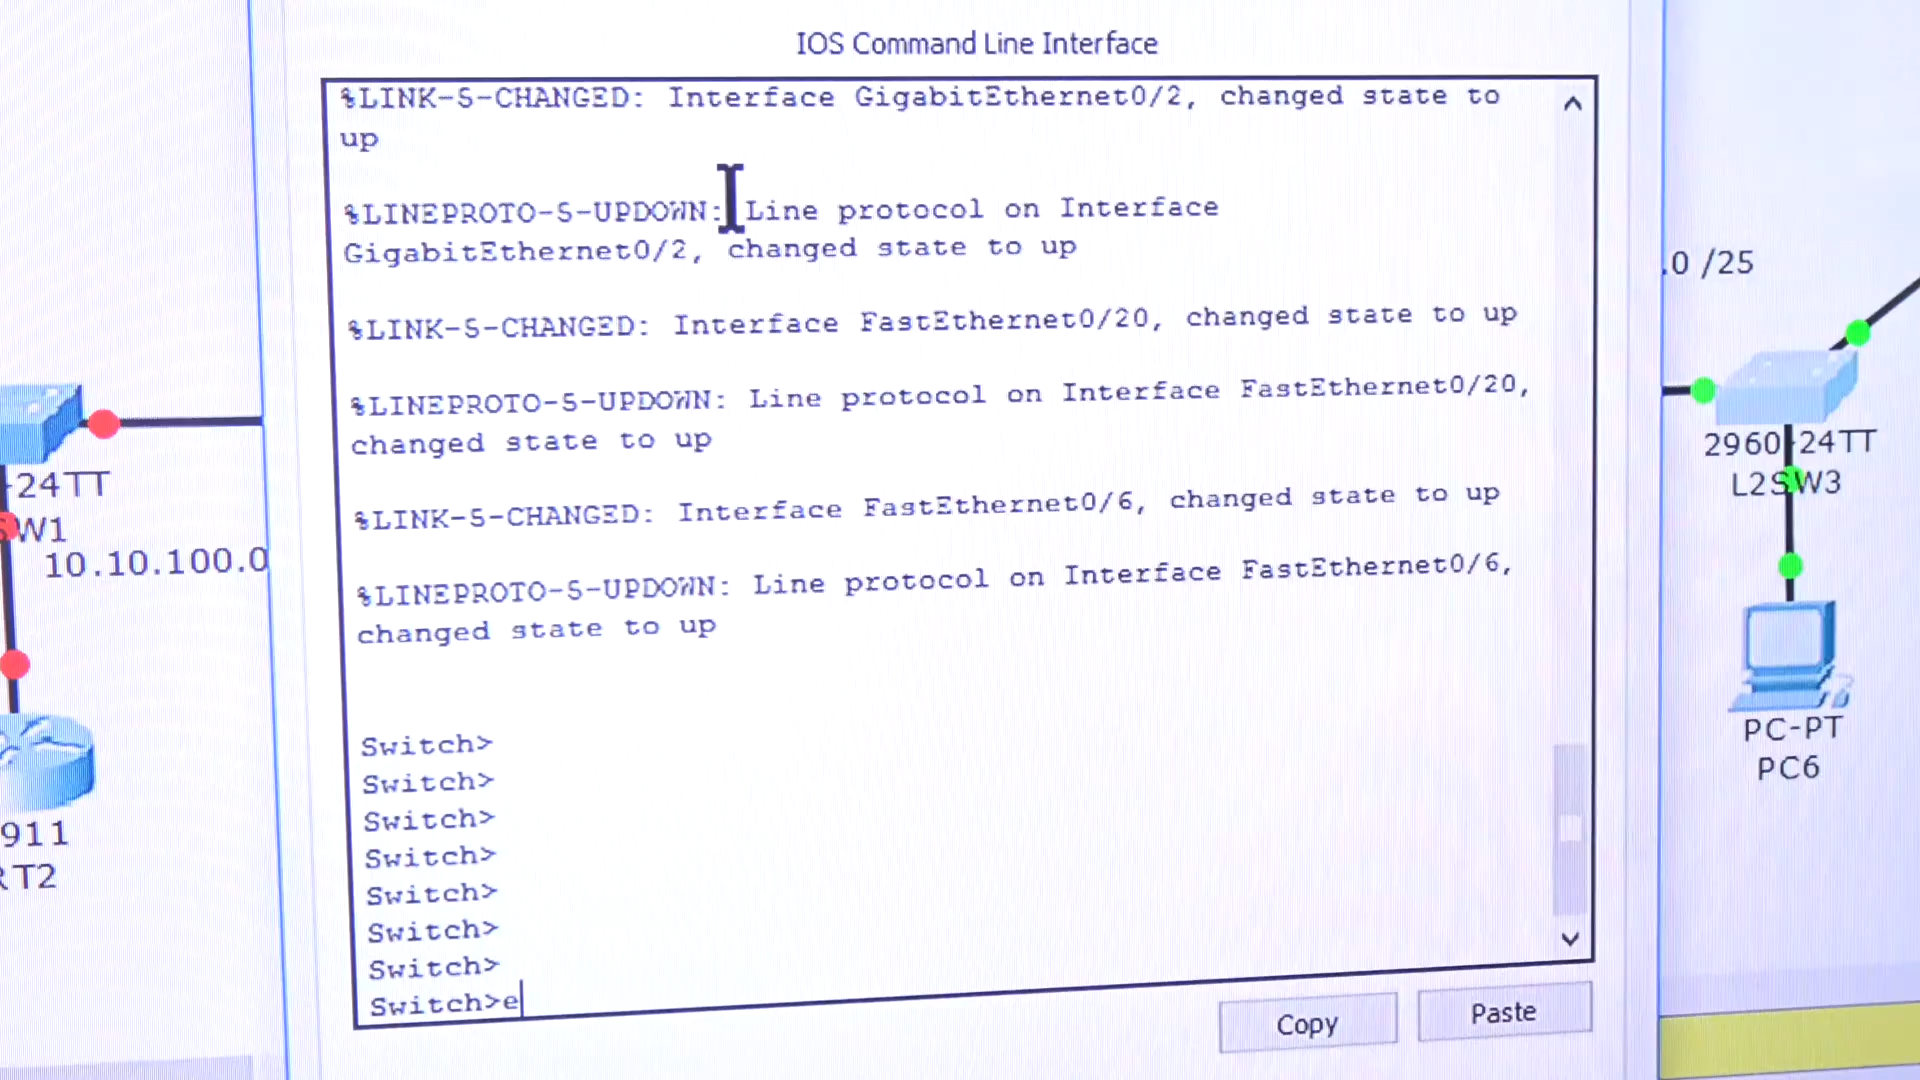 IOS Command Line Interface
%LINK-5-CHANGED: Interface GigabitEthernet0/2, changed state to
up
%LINEPROTO-5-UPDOWN: Line protocol on Interface
GigabitEthernet0/2, changed state to up
%LINK-5-CHANGED: Interface FastEthernet0/20, changed state to up
%LINEPROTO-5-UPDOWN: Line protocol on Interface FastEthernet0/20,
changed state to up
%LINK-5-CHANGED: Interface FastEthernet0/6, changed state to up
%LINEPROTO-5-UPDOWN: Line protocol on Interface FastEthernet0/6,
changed state to up
Switch>
Switch>
Switch>
Switch>
Switch>
Switch>
Switch>
Switch>e
Copy
Paste
-24TT
SW1
10.10.100.0
911
RT2
.0 /25
2960-24TT
L2SW3
PC-PT
PC6